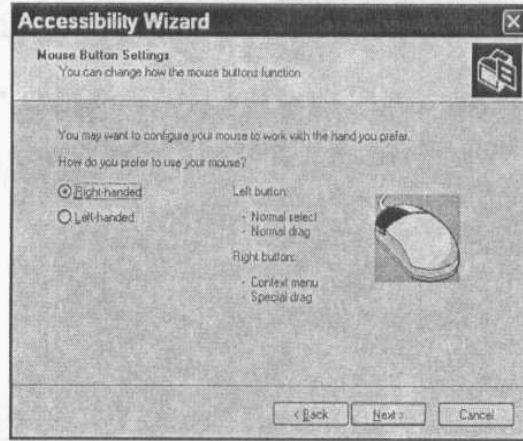 Accessibility Wizard
Mouse Button Settings
You can change how the mouse buttons function
You may want to configure your mouse to work with the hand you prefer.
How do you prefer to use your mouse?
Right-handed
Left-handed
Left button:
- Normal select
- Normal drag
Right button:
- Context menu
- Special drag
< Back
Next >
Cancel